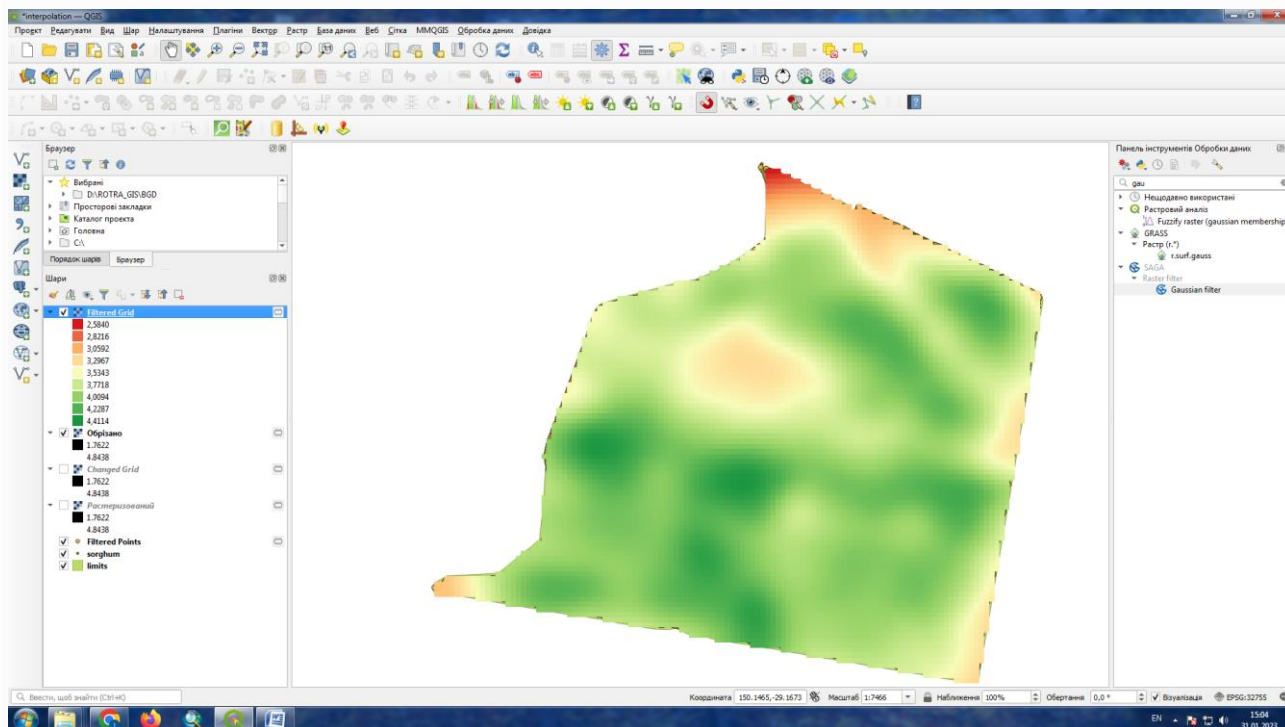 *interpolation — QGIS
Проєкт Редагувати Вид Шар Налаштування Плагіни Вектор Растр База даних Веб Сітка MMQGIS Обробка даних Довідка
Браузер
Вибрані
D:\ROTRA_GIS\BGD
Просторові закладки
Каталог проекта
Головна
C:\
Порядок шарів Браузер
Шари
Filtered Grid
2,5840
2,8216
3,0592
3,2967
3,5343
3,7718
4,0094
4,2287
4,4114
Обрізано
1.7622
4.8438
Changed Grid
1.7622
4.8438
Растеризований
1.7622
4.8438
Filtered Points
sorghum
limits
Панель інструментів Обробки даних
gau
Нещодавно використані
Растровий аналіз
Fuzzify raster (gaussian membership
GRASS
Растр (r.*)
r.surf.gauss
SAGA
Raster filter
Gaussian filter
Ввести, щоб знайти (Ctrl+K)
Координата 150.1465,-29.1673 Масштаб 1:7466 Наближення 100% Обертання 0,0 ° Візуалізація EPSG:32755
EN 15:04
31.01.2023